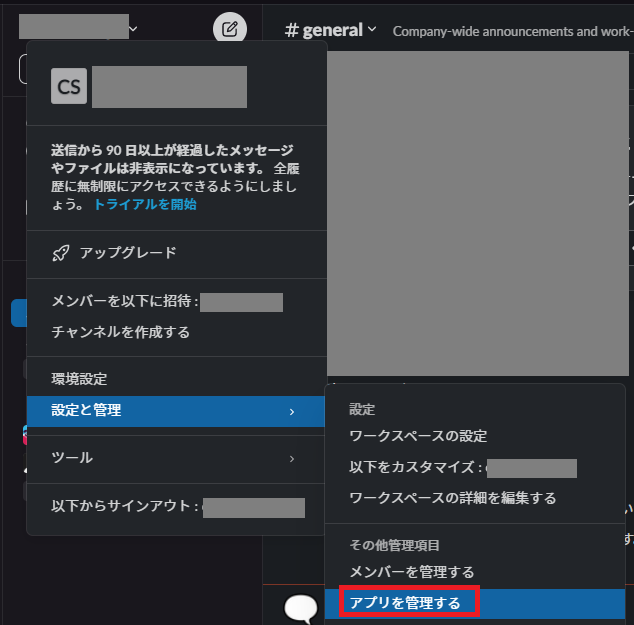 # general
Company-wide announcements and work-
CS
送信から 90 日以上が経過したメッセージ
やファイルは非表示になっています。 全履
歴に無制限にアクセスできるようにしまし
ょう。 トライアルを開始
アップグレード
メンバーを以下に招待 :
チャンネルを作成する
環境設定
設定と管理
ツール
以下からサインアウト :
設定
ワークスペースの設定
以下をカスタマイズ :
ワークスペースの詳細を編集する
その他管理項目
メンバーを管理する
アプリを管理する